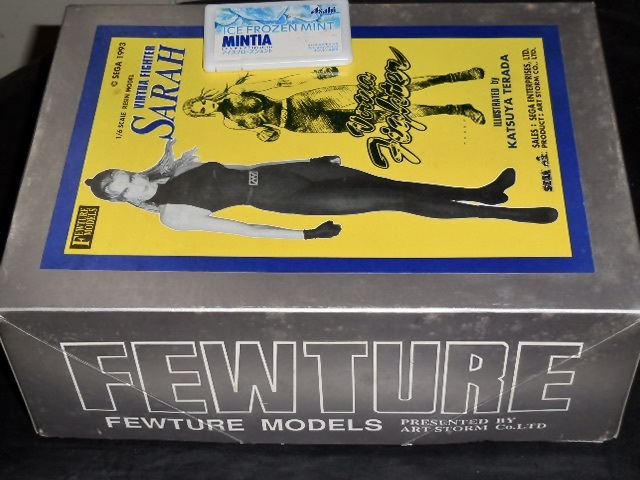 Asahi
ICE FROZEN MINT
MINTIA
© SEGA 1993
1/6 SCALE RESIN MODEL
VIRTUA FIGHTER
SARAH
Virtua
Fighter
ILLUSTRATED by
KATSUYA TERADA
SALES : SEGA ENTERPRISES, LTD.
PRODUCT : ART STORM CO., LTD.
SEGA
FEWTURE
MODELS
FEWTURE
FEWTURE MODELS
PRESENTED BY
ART STORM Co.LTD